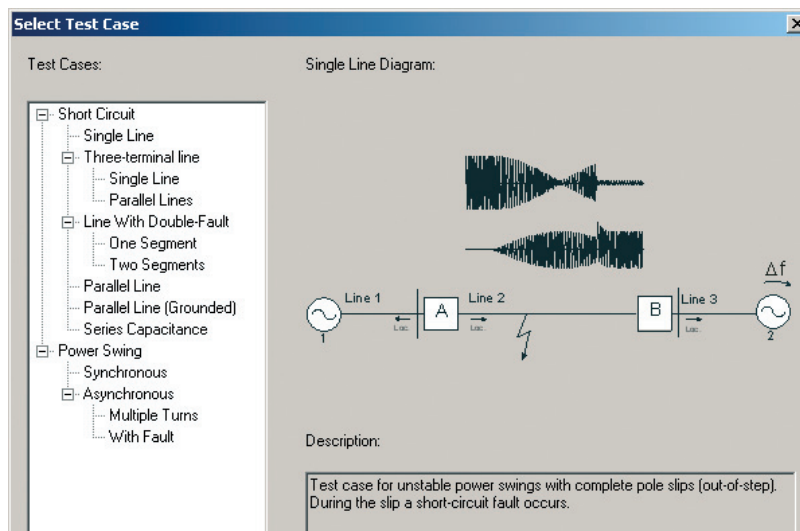 Select Test Case
Test Cases:
Single Line Diagram:
Short Circuit
Single Line
Three-terminal line
Single Line
Parallel Lines
Line With Double-Fault
One Segment
Two Segments
Parallel Line
Parallel Line (Grounded)
Series Capacitance
Power Swing
Synchronous
Asynchronous
Multiple Turns
With Fault
Δf
Line 1
A
Line 2
B
Line 3
Loc.
Loc.
Loc.
1
2
Description:
Test case for unstable power swings with complete pole slips (out-of-step).
During the slip a short-circuit fault occurs.